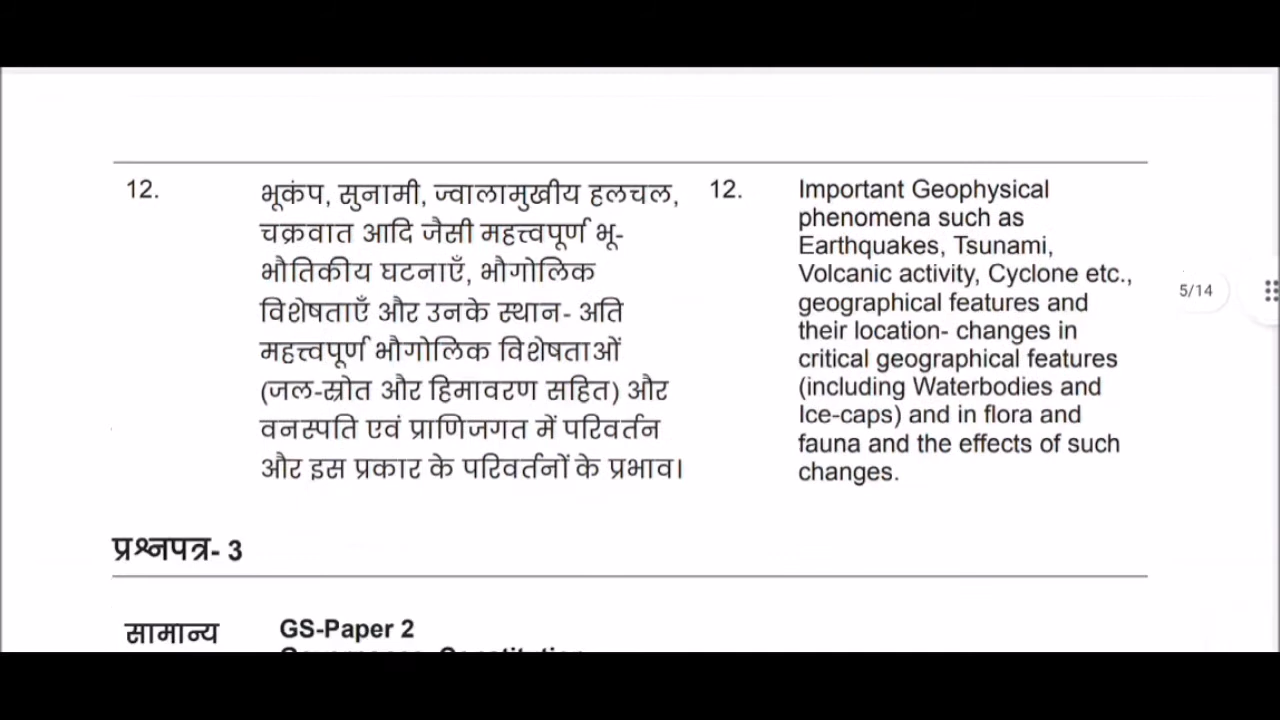 12.
भूकंप, सुनामी, ज्वालामुखीय हलचल,
चक्रवात आदि जैसी महत्त्वपूर्ण भू-
भौतिकीय घटनाएँ, भौगोलिक
विशेषताएँ और उनके स्थान- अति
महत्त्वपूर्ण भौगोलिक विशेषताओं
(जल-स्रोत और हिमावरण सहित) और
वनस्पति एवं प्राणिजगत में परिवर्तन
और इस प्रकार के परिवर्तनों के प्रभाव।
12.
Important Geophysical
phenomena such as
Earthquakes, Tsunami,
Volcanic activity, Cyclone etc.,
geographical features and
their location- changes in
critical geographical features
(including Waterbodies and
Ice-caps) and in flora and
fauna and the effects of such
changes.
5/14
प्रश्नपत्र- 3
सामान्य
GS-Paper 2